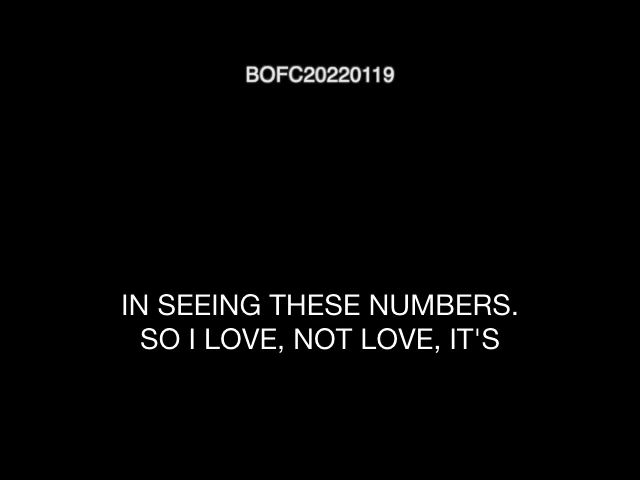 BOFC20220119
IN SEEING THESE NUMBERS.
SO I LOVE, NOT LOVE, IT'S